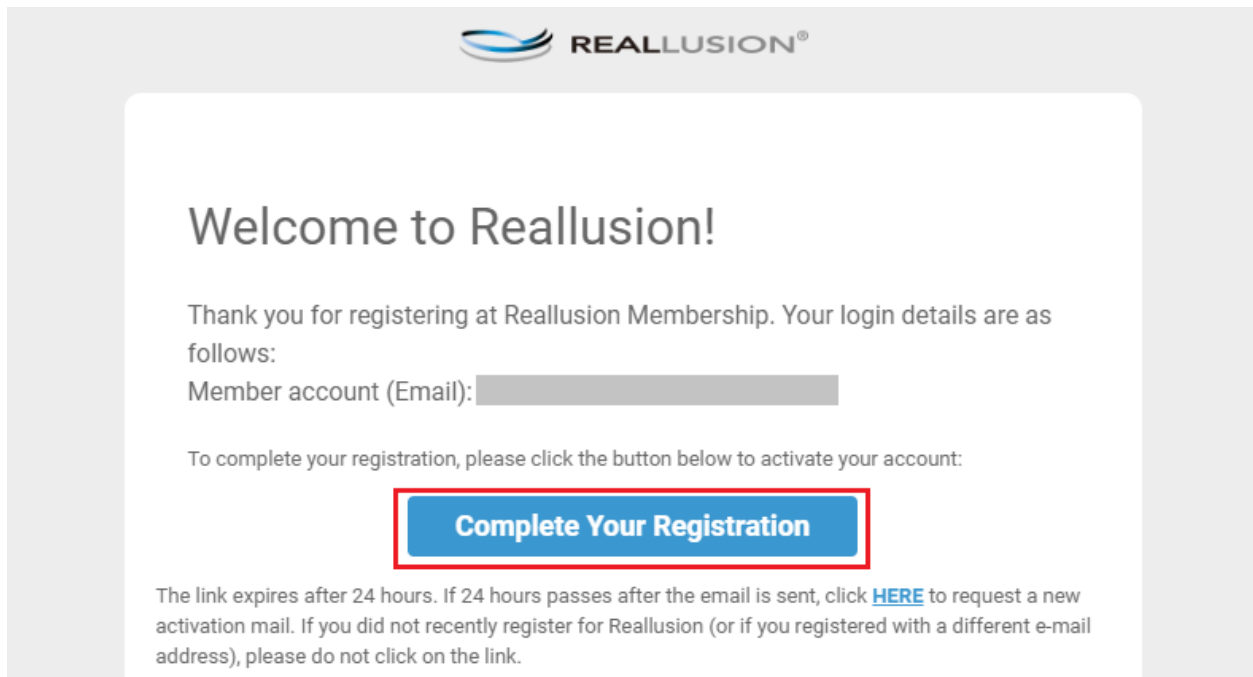 REALLUSION®
Welcome to Reallusion!
Thank you for registering at Reallusion Membership. Your login details are as
follows:
Member account (Email):
To complete your registration, please click the button below to activate your account:
Complete Your Registration
The link expires after 24 hours. If 24 hours passes after the email is sent, click HERE to request a new
activation mail. If you did not recently register for Reallusion (or if you registered with a different e-mail
address), please do not click on the link.